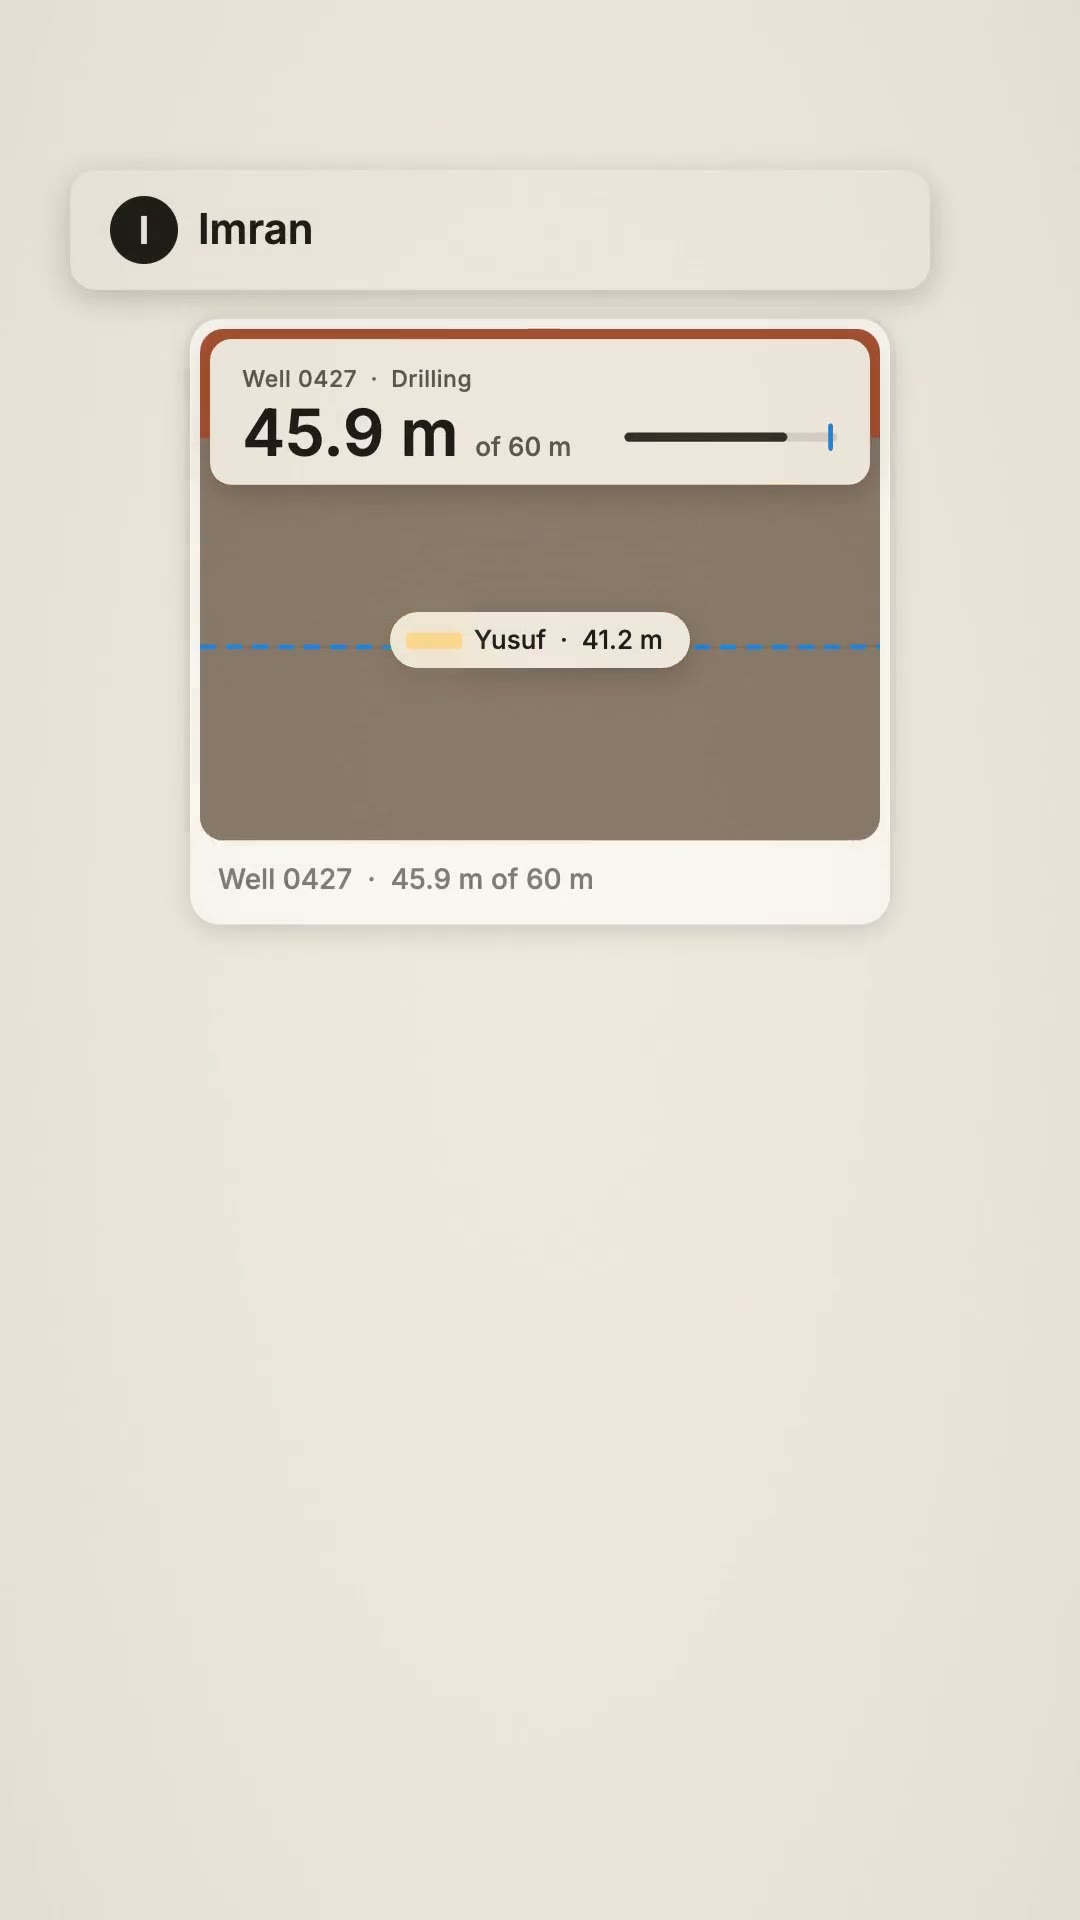 I Imran
Well 0427 · Drilling
45.9 m of 60 m
Yusuf · 41.2 m
Well 0427 · 45.9 m of 60 m